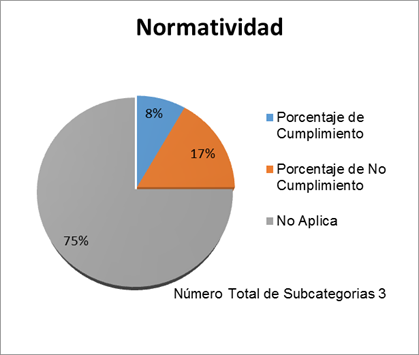 Normatividad
8%
17%
75%
Porcentaje de
Cumplimiento
Porcentaje de No
Cumplimiento
No Aplica
Número Total de Subcategorias 3